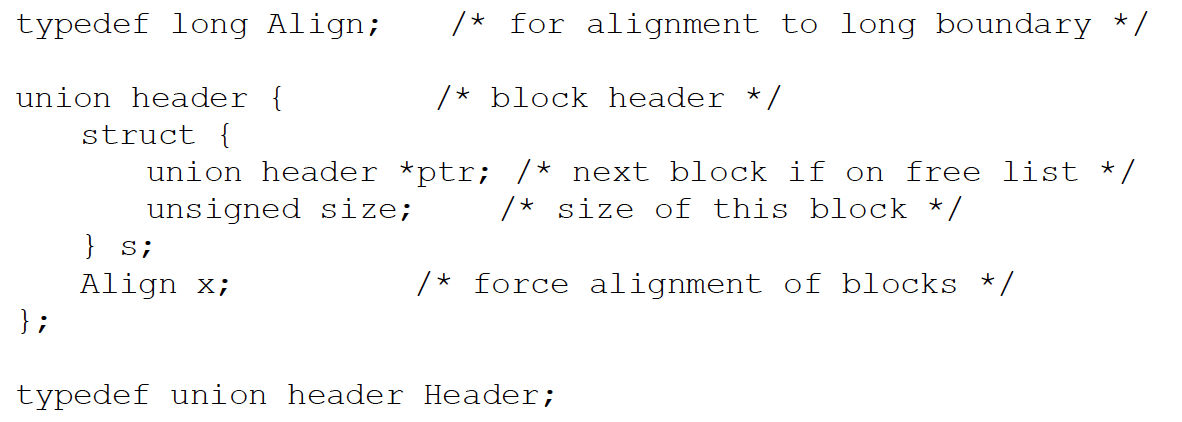 typedef long Align;    /* for alignment to long boundary */
union header {         /* block header */
    struct {
        union header *ptr; /* next block if on free list */
        unsigned size;     /* size of this block */
    } s;
    Align x;           /* force alignment of blocks */
};
typedef union header Header;